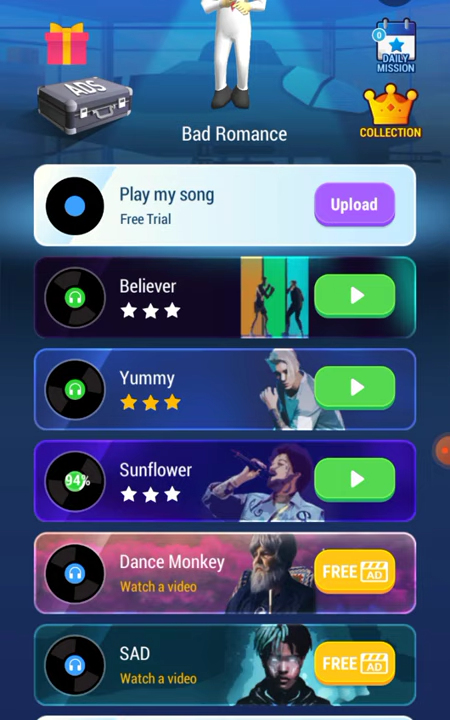 0
DAILY
MISSION
ADS
COLLECTION
Bad Romance
Play my song
Free Trial
Upload
Believer
Yummy
94%
Sunflower
Dance Monkey
Watch a video
FREE AD
SAD
Watch a video
FREE AD